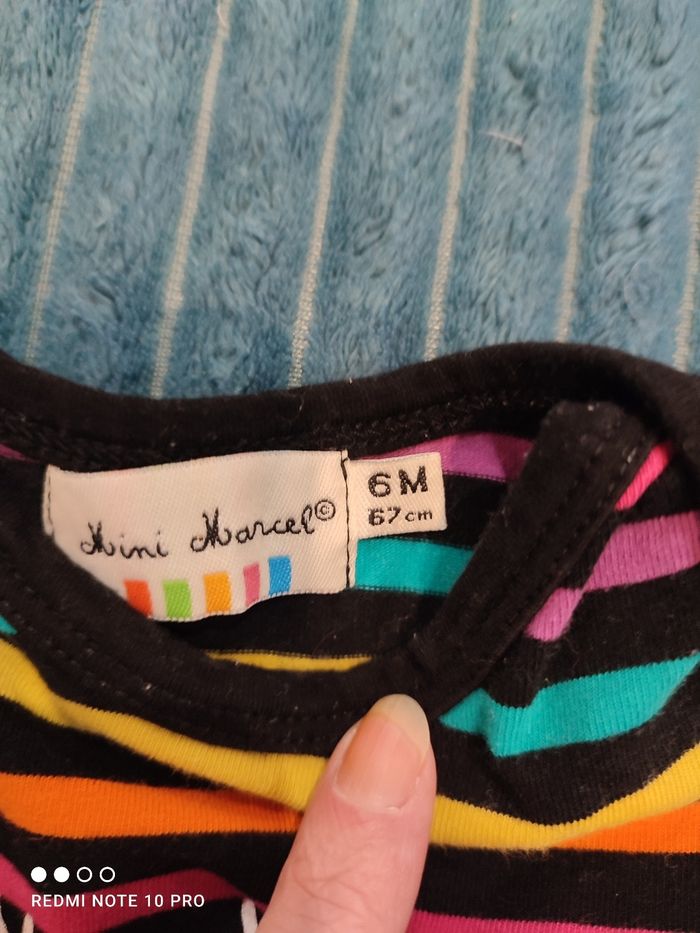 Mini Marcel©
6M
67cm
REDMI NOTE 10 PRO